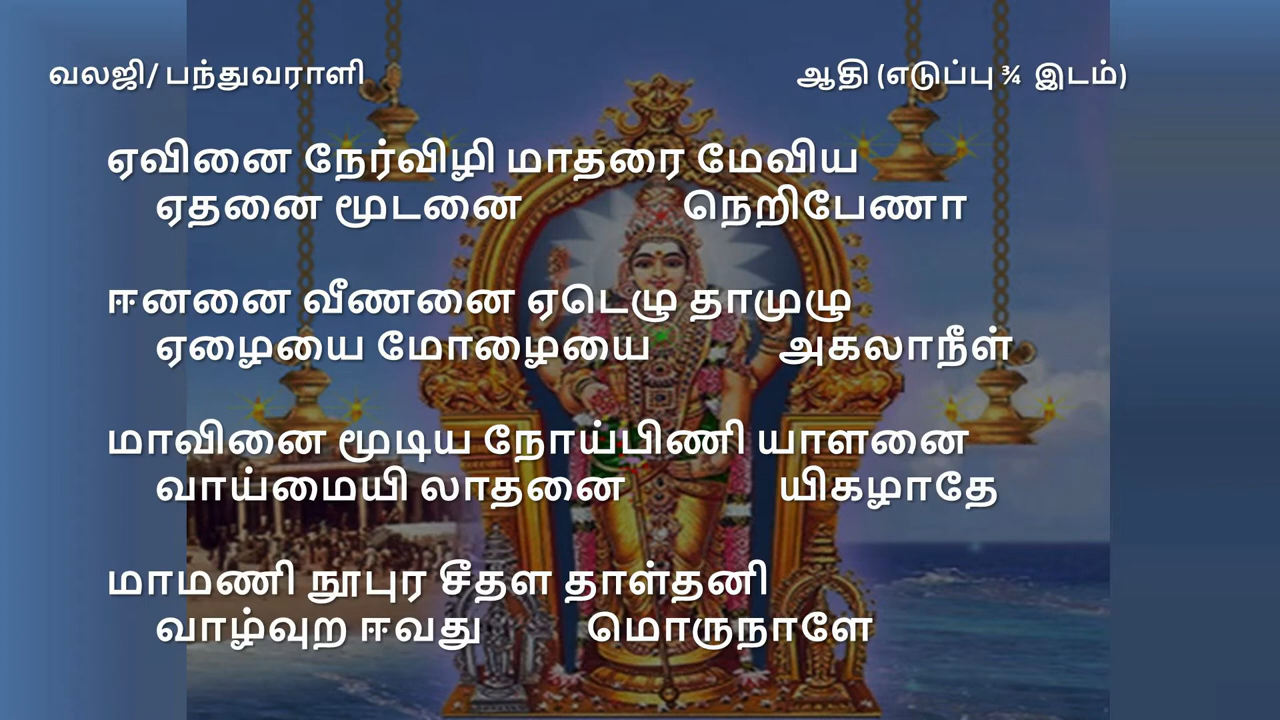 வலஜி/ பந்துவராளி ஆதி (எடுப்பு ¾ இடம்)
ஏவினை நேர்விழி மாதரை மேவிய
ஏதனை மூடனை நெறிபேணா
ஈனனை வீணனை ஏடெழு தாமுழு
ஏழையை மோழையை அகலாநீள்
மாவினை மூடிய நோய்பிணி யாளனை
வாய்மையி லாதனை யிகழாதே
மாமணி நூபுர சீதள தாள்தனி
வாழ்வுற ஈவது மொருநாளே